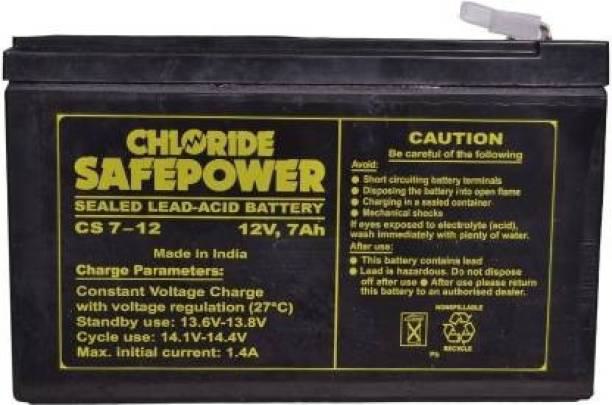 CHLORIDE
SAFEPOWER
SEALED LEAD-ACID BATTERY
CS 7-12 12V, 7Ah
Made in India
Charge Parameters:
Constant Voltage Charge
with voltage regulation (27°C)
Standby use: 13.6V-13.8V
Cycle use: 14.1V-14.4V
Max. initial current: 1.4A
CAUTION
Be careful of the following
Avoid:
● Short circuiting battery terminals
● Disposing the battery into open flame
● Charging in a sealed container
● Mechanical shocks
If eyes exposed to electrolyte (acid),
wash immediately with plenty of water.
After use:
● This battery contains lead
● Lead is hazardous. Do not dispose
off after use ● After use please return
this battery to an authorised dealer.
NONSPILLABLE
Pb
RECYCLE